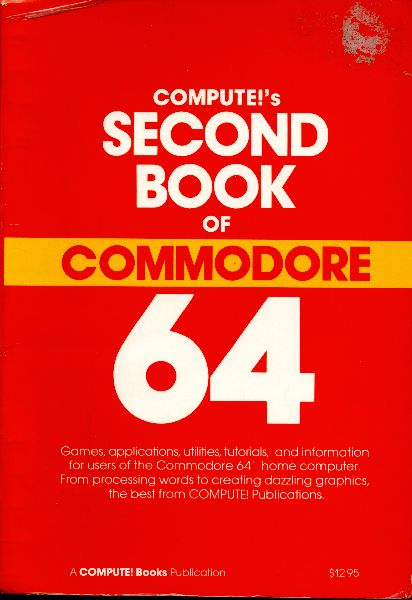 COMPUTE!'s
SECOND
BOOK
OF
COMMODORE
64
Games, applications, utilities, tutorials, and information
for users of the Commodore 64™ home computer.
From processing words to creating dazzling graphics,
the best from COMPUTE! Publications.
A COMPUTE! Books Publication $12.95